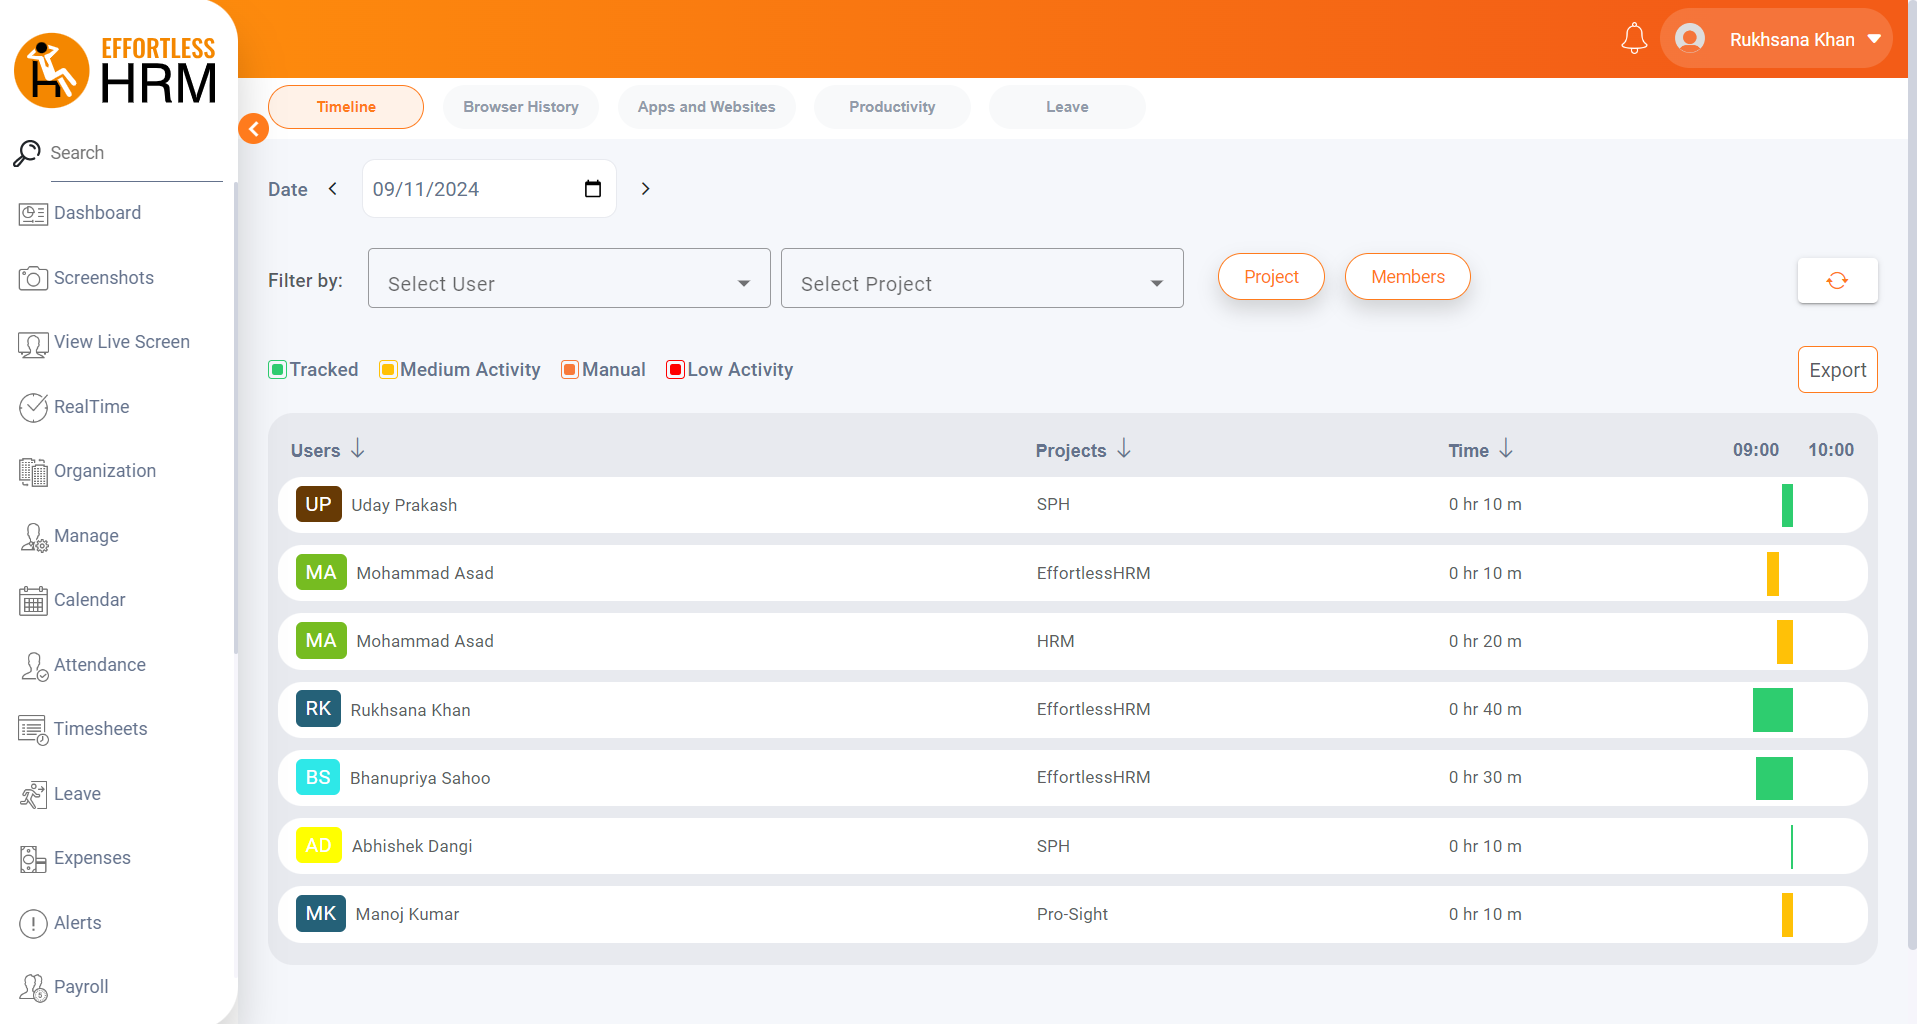 EFFORTLESS
HRM
Rukhsana Khan
Timeline
Browser History
Apps and Websites
Productivity
Leave
Search
Dashboard
Screenshots
View Live Screen
RealTime
Organization
Manage
Calendar
Attendance
Timesheets
Leave
Expenses
Alerts
Payroll
Date
09/11/2024
Filter by:
Select User
Select Project
Project
Members
Tracked
Medium Activity
Manual
Low Activity
Export
Users
Projects
Time
09:00
10:00
UP Uday Prakash SPH 0 hr 10 m
MA Mohammad Asad EffortlessHRM 0 hr 10 m
MA Mohammad Asad HRM 0 hr 20 m
RK Rukhsana Khan EffortlessHRM 0 hr 40 m
BS Bhanupriya Sahoo EffortlessHRM 0 hr 30 m
AD Abhishek Dangi SPH 0 hr 10 m
MK Manoj Kumar Pro-Sight 0 hr 10 m